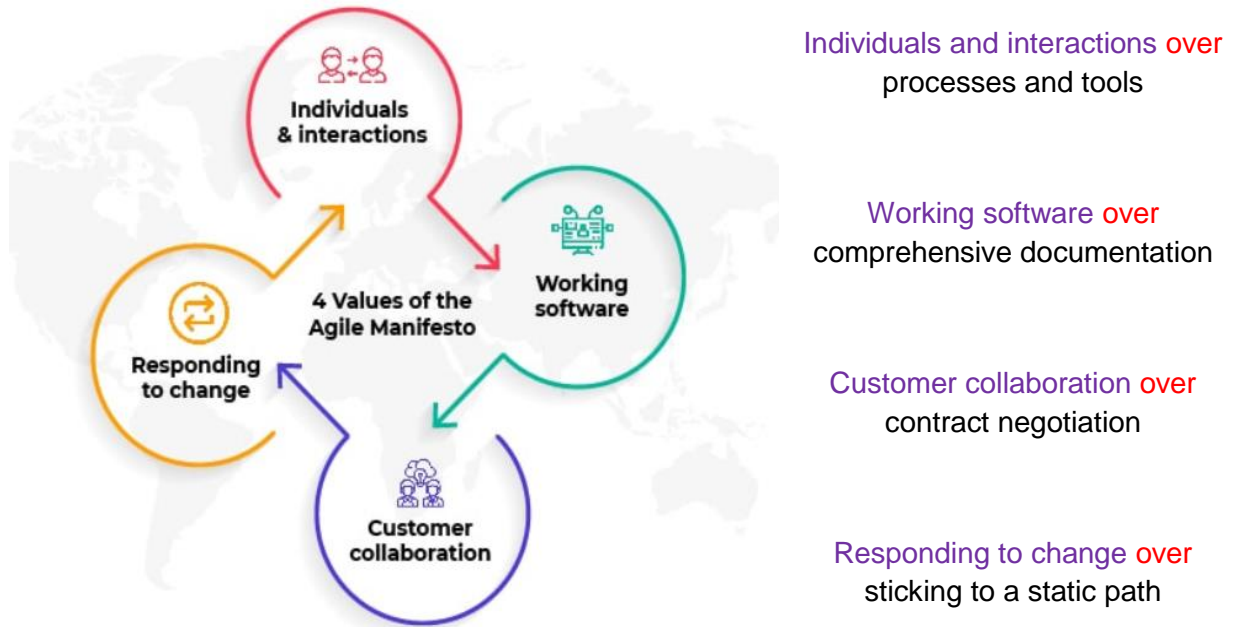 Individuals
& interactions
Working
software
4 Values of the
Agile Manifesto
Responding
to change
Customer
collaboration
Individuals and interactions over
processes and tools
Working software over
comprehensive documentation
Customer collaboration over
contract negotiation
Responding to change over
sticking to a static path